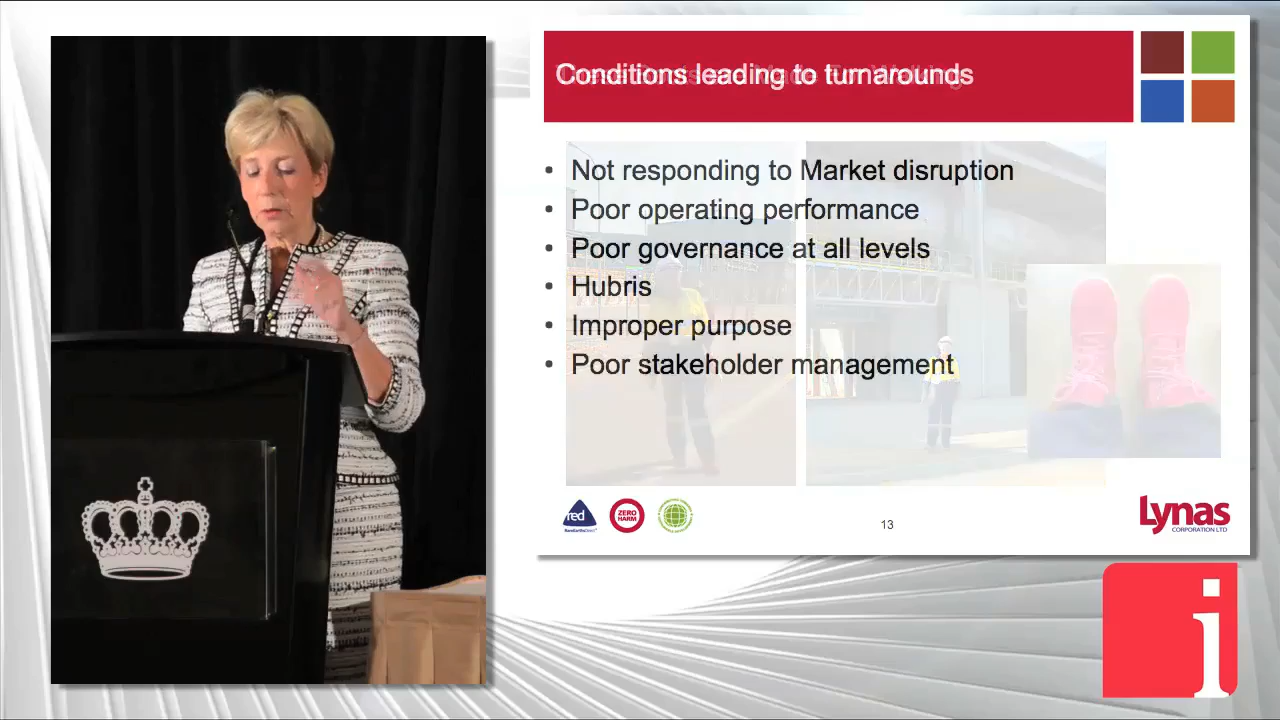 Conditions leading to turnarounds
• Not responding to Market disruption
• Poor operating performance
• Poor governance at all levels
• Hubris
• Improper purpose
• Poor stakeholder management
red
ZERO
HARM
13
Lynas
CORPORATION LTD
i